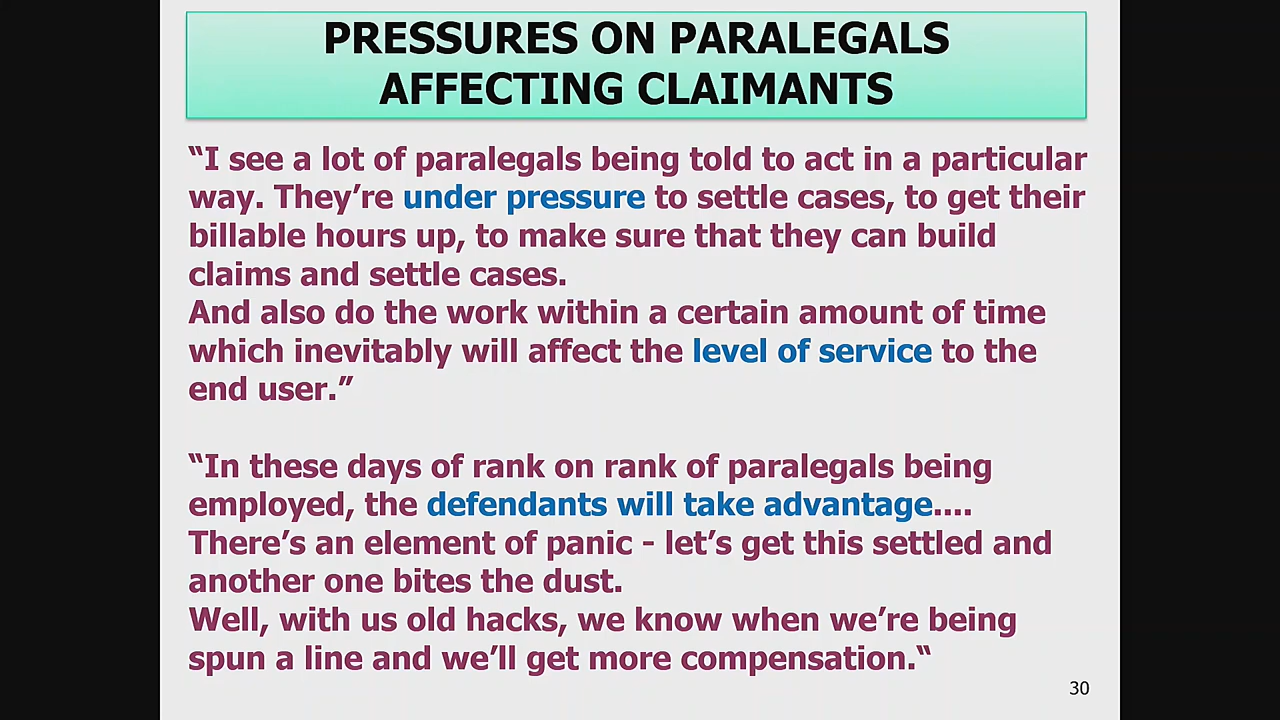 PRESSURES ON PARALEGALS
AFFECTING CLAIMANTS
“I see a lot of paralegals being told to act in a particular
way. They’re under pressure to settle cases, to get their
billable hours up, to make sure that they can build
claims and settle cases.
And also do the work within a certain amount of time
which inevitably will affect the level of service to the
end user.”
“In these days of rank on rank of paralegals being
employed, the defendants will take advantage....
There’s an element of panic - let’s get this settled and
another one bites the dust.
Well, with us old hacks, we know when we’re being
spun a line and we’ll get more compensation.“
30